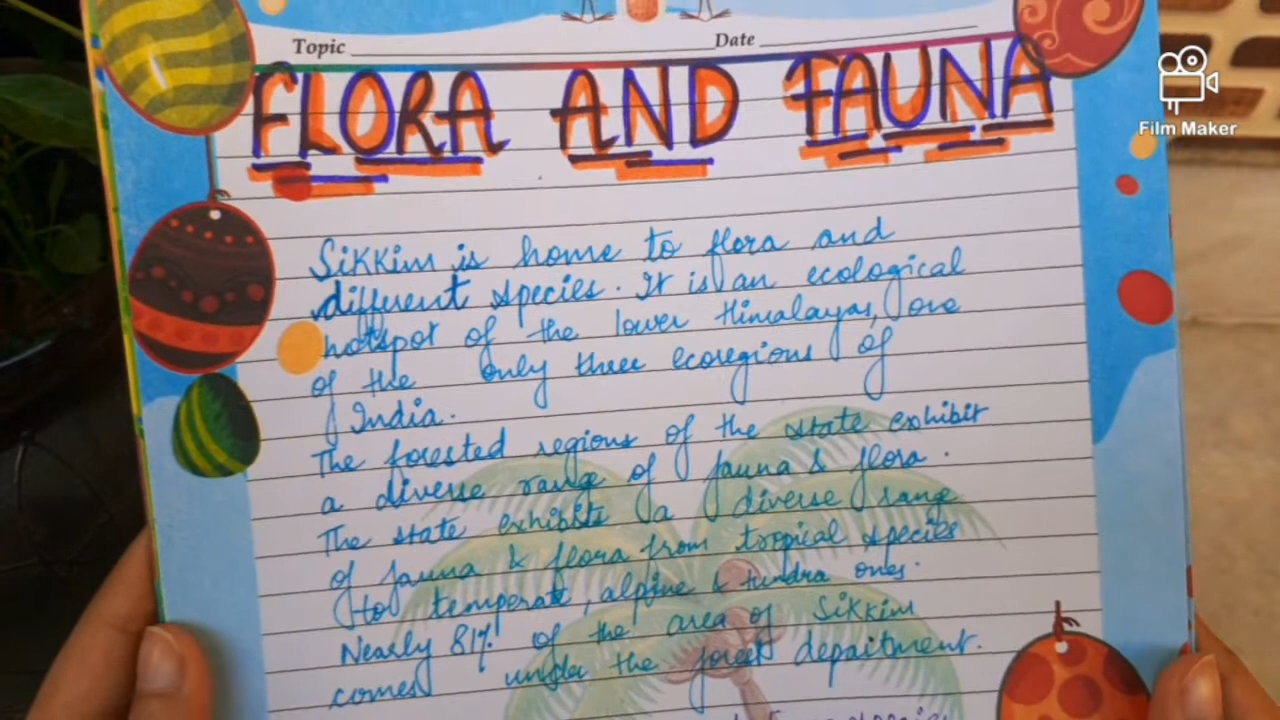 Topic Date
FLORA AND FAUNA
Film Maker
Sikkim is home to flora and
different species. It is an ecological
hotspot of the lower Himalayas, one
of the only three ecoregions of
India.
The forested regions of the state exhibit
a diverse range of fauna & flora.
The state exhibits a diverse range
of fauna & flora from tropical species
to temperate, alpine & tundra ones.
Nearly 81% of the area of Sikkim
comes under the forest department.